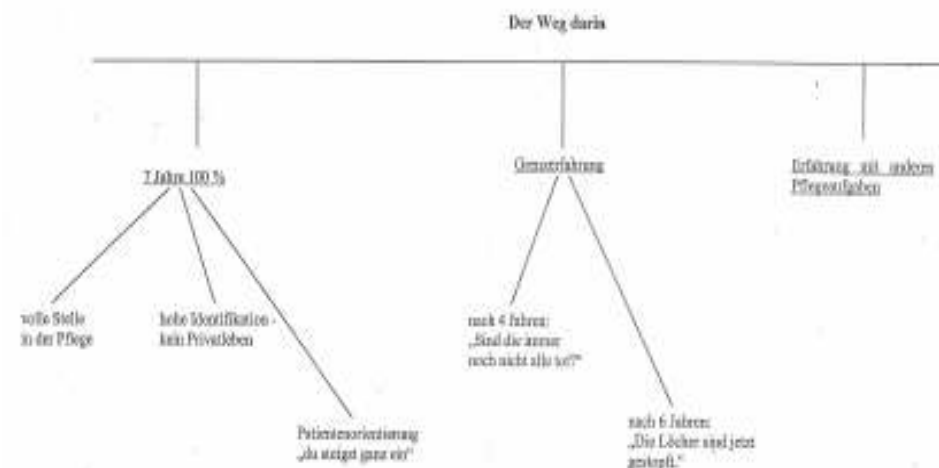 Der Weg darin
7 Jahre 100 %
Grenzerfahrung
Erfahrung mit anderen
Pflegeaufgaben
volle Stelle
in der Pflege
hohe Identifikation -
kein Privatleben
Patientenorientierung
„du steigst ganz ein“
nach 4 Jahren:
„Sind die immer
noch nicht alle tot?“
nach 6 Jahren:
„Die Löcher sind jetzt
gestopft.“